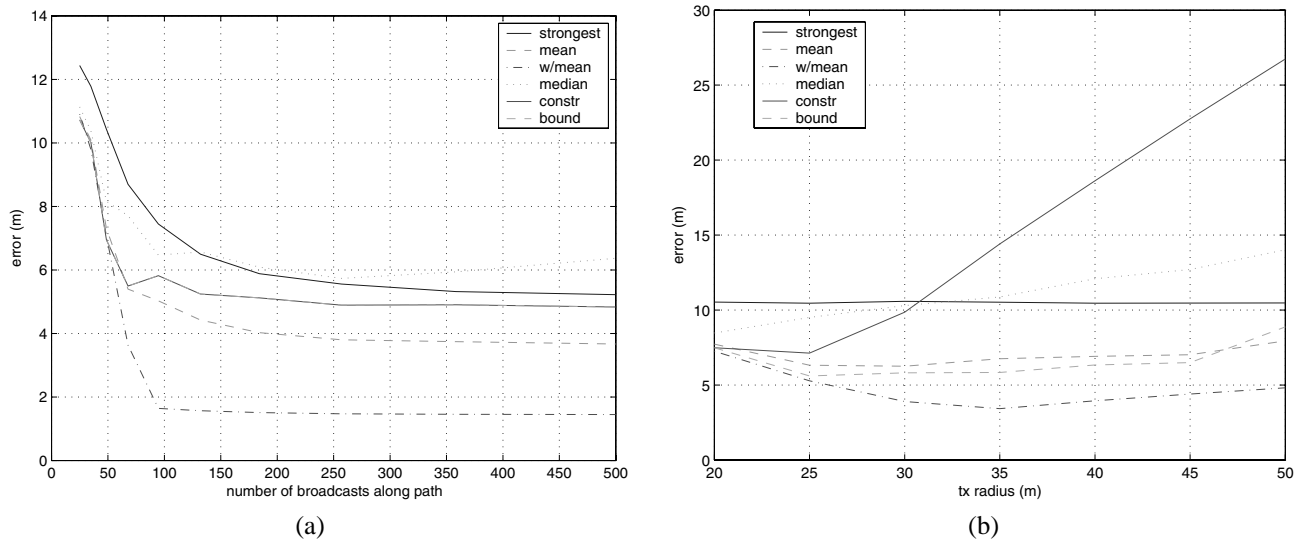 14
12
10
8
6
4
2
0
error (m)
0 50 100 150 200 250 300 350 400 450 500
number of broadcasts along path
strongest
mean
w/mean
median
constr
bound
(a)
30
25
20
15
10
5
0
error (m)
20 25 30 35 40 45 50
tx radius (m)
strongest
mean
w/mean
median
constr
bound
(b)